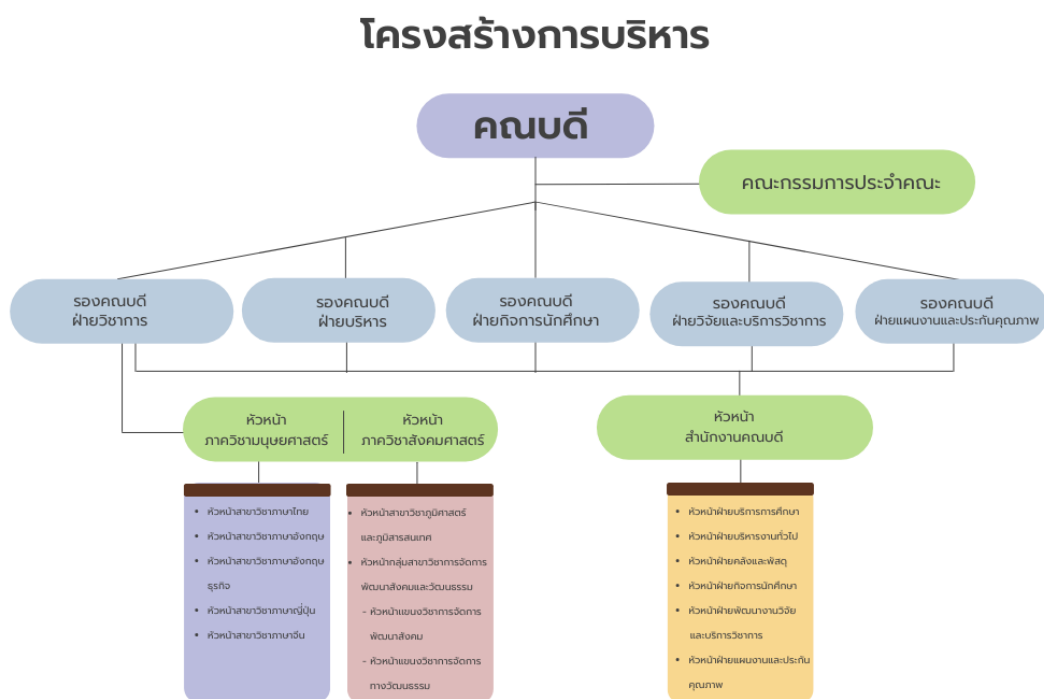 โครงสร้างการบริหาร
คณบดี
คณะกรรมการประจำคณะ
รองคณบดี
ฝ่ายวิชาการ
รองคณบดี
ฝ่ายบริหาร
รองคณบดี
ฝ่ายกิจการนักศึกษา
รองคณบดี
ฝ่ายวิจัยและบริการวิชาการ
รองคณบดี
ฝ่ายแผนงานและประกันคุณภาพ
หัวหน้า
ภาควิชามนุษยศาสตร์
หัวหน้า
ภาควิชาสังคมศาสตร์
หัวหน้า
สำนักงานคณบดี
• หัวหน้าสาขาวิชาภาษาไทย
• หัวหน้าสาขาวิชาภาษาอังกฤษ
• หัวหน้าสาขาวิชาภาษาอังกฤษ
ธุรกิจ
• หัวหน้าสาขาวิชาภาษาญี่ปุ่น
• หัวหน้าสาขาวิชาภาษาจีน
• หัวหน้าสาขาวิชาภูมิศาสตร์
และภูมิสารสนเทศ
• หัวหน้ากลุ่มสาขาวิชาการจัดการ
พัฒนาสังคมและวัฒนธรรม
- หัวหน้าแขนงวิชาการจัดการ
พัฒนาสังคม
- หัวหน้าแขนงวิชาการจัดการ
ทางวัฒนธรรม
• หัวหน้าฝ่ายบริการการศึกษา
• หัวหน้าฝ่ายบริหารงานทั่วไป
• หัวหน้าฝ่ายคลังและพัสดุ
• หัวหน้าฝ่ายกิจการนักศึกษา
• หัวหน้าฝ่ายพัฒนางานวิจัย
และบริการวิชาการ
• หัวหน้าฝ่ายแผนงานและประกัน
คุณภาพ